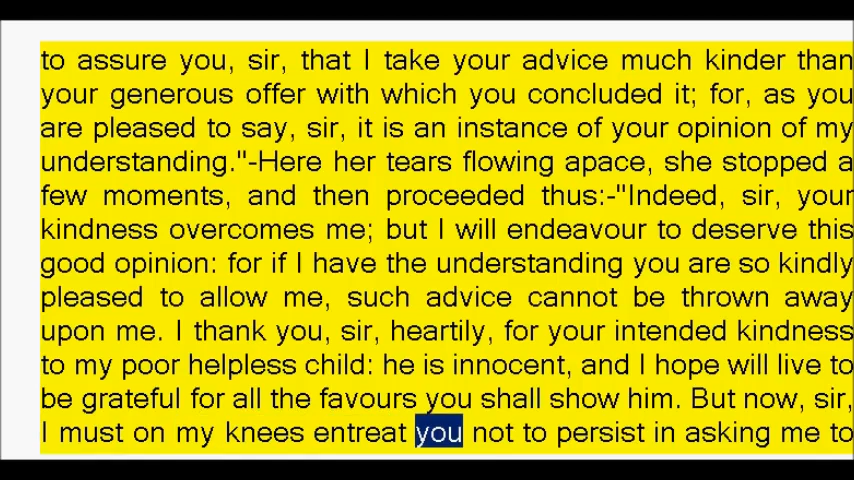 to assure you, sir, that I take your advice much kinder than
your generous offer with which you concluded it; for, as you
are pleased to say, sir, it is an instance of your opinion of my
understanding."-Here her tears flowing apace, she stopped a
few moments, and then proceeded thus:-"Indeed, sir, your
kindness overcomes me; but I will endeavour to deserve this
good opinion: for if I have the understanding you are so kindly
pleased to allow me, such advice cannot be thrown away
upon me. I thank you, sir, heartily, for your intended kindness
to my poor helpless child: he is innocent, and I hope will live to
be grateful for all the favours you shall show him. But now, sir,
I must on my knees entreat you not to persist in asking me to